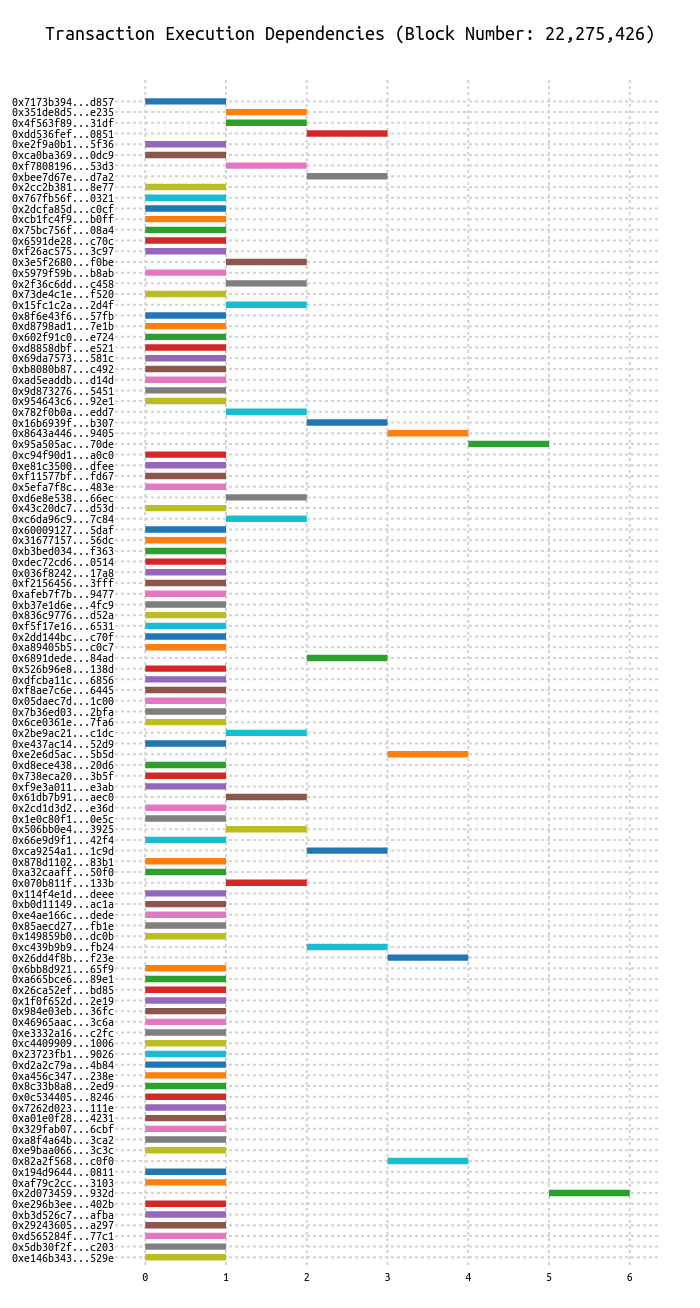 Transaction Execution Dependencies (Block Number: 22,275,426)
0x7173b394...d857
0x351de8d5...e235
0x4f563f89...31df
0xdd536fef...0851
0xe2f9a0b1...5f36
0xca0ba369...0dc9
0xf7808196...53d3
0xbee7d67e...d7a2
0x2cc2b381...8e77
0x767fb56f...0321
0x2dcfa85d...c0cf
0xcb1fc4f9...b0ff
0x75bc756f...08a4
0x6591de28...c70c
0xf26ac575...3c97
0x3e5f2680...f0be
0x5979f59b...b8ab
0x2f36c6dd...c458
0x73de4c1e...f520
0x15fc1c2a...2d4f
0x8f6e43f6...57fb
0xd8798ad1...7e1b
0x602f91c0...e724
0xd8858dbf...e521
0x69da7573...581c
0xb8080b87...c492
0xad5eaddb...d14d
0x9d873276...5451
0x954643c6...92e1
0x782f0b0a...edd7
0x16b6939f...b307
0x8643a446...9405
0x95a505ac...70de
0xc94f90d1...a0c0
0xe81c3500...dfee
0xf11577bf...fd67
0x5efa7f8c...483e
0xd6e8e538...66ec
0x43c20dc7...d53d
0xc6da96c9...7c84
0x60009127...5daf
0x31677157...56dc
0xb3bed034...f363
0xdec72cd6...0514
0x036f8242...17a8
0xf2156456...3fff
0xafeb7f7b...9477
0xb37e1d6e...4fc9
0x836c9776...d52a
0xf5f17e16...6531
0x2dd144bc...c70f
0xa89405b5...c0c7
0x6891dede...84ad
0x526b96e8...138d
0xdfcba11c...6856
0xf8ae7c6e...6445
0x05daec7d...1c00
0x7b36ed03...2bfa
0x6ce0361e...7fa6
0x2be9ac21...c1dc
0xe437ac14...52d9
0xe2e6d5ac...5b5d
0xd8ece438...20d6
0x738eca20...3b5f
0xf9e3a011...e3ab
0x61db7b91...aec0
0x2cd1d3d2...e36d
0x1e0c80f1...0e5c
0x506bb0e4...3925
0x66e9d9f1...42f4
0xca9254a1...1c9d
0x878d1102...83b1
0xa32caaff...50f0
0x070b811f...133b
0x114f4e1d...deee
0xb0d11149...ac1a
0xe4ae166c...dede
0x85aecd27...fb1e
0x149859b0...dc0b
0xc439b9b9...fb24
0x26dd4f8b...f23e
0x6bb8d921...65f9
0xa665bce6...89e1
0x26ca52ef...bd85
0x1f0f652d...2e19
0x984e03eb...36fc
0x46965aac...3c6a
0xe3332a16...c2fc
0xc4409909...1006
0x23723fb1...9026
0xd2a2c79a...4b84
0xa456c347...238e
0x8c33b8a8...2ed9
0x0c534405...8246
0x7262d023...111e
0xa01e0f28...4231
0x329fab07...6cbf
0xa8f4a64b...3ca2
0xe9baa066...3c3c
0x82a2f568...c0f0
0x194d9644...0811
0xaf79c2cc...3103
0x2d073459...932d
0xe296b3ee...402b
0xb3d526c7...afba
0x29243605...a297
0xd565284f...77c1
0x5db30f2f...c203
0xe146b343...529e
0 1 2 3 4 5 6